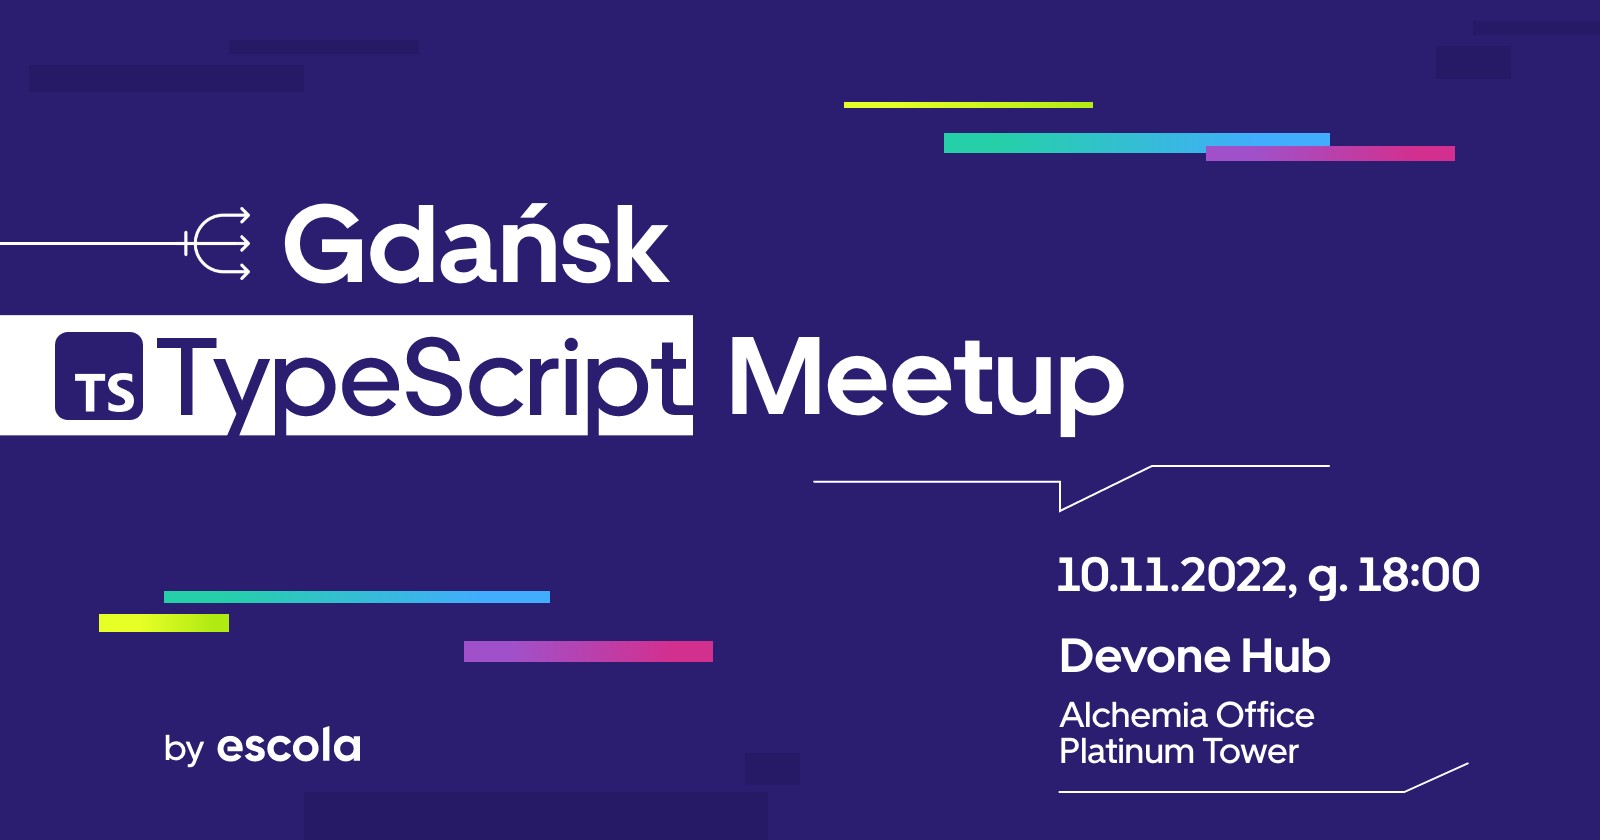 Gdańsk
TS TypeScript Meetup
10.11.2022, g. 18:00
Devone Hub
Alchemia Office
Platinum Tower
by escola